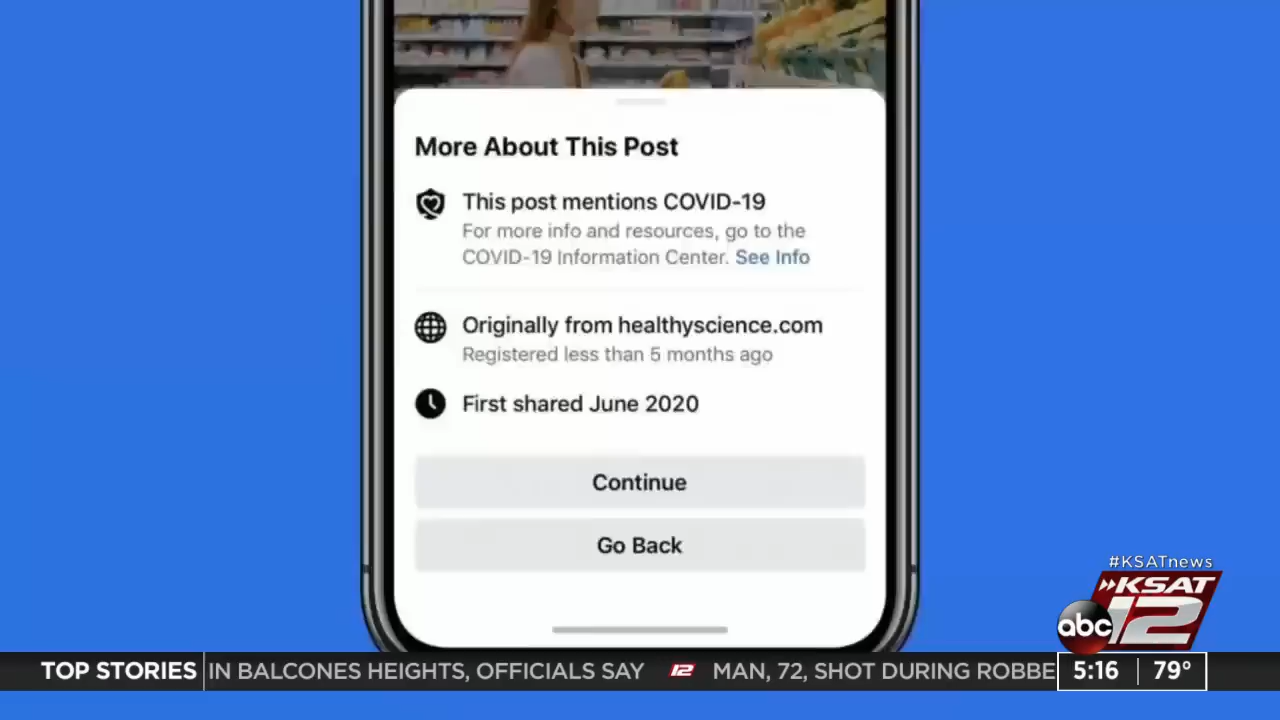 More About This Post
This post mentions COVID-19
For more info and resources, go to the
COVID-19 Information Center. See Info
Originally from healthyscience.com
Registered less than 5 months ago
First shared June 2020
Continue
Go Back
#KSATnews
KSAT
abc 12
TOP STORIES IN BALCONES HEIGHTS, OFFICIALS SAY 12 MAN, 72, SHOT DURING ROBBE 5:16 79°